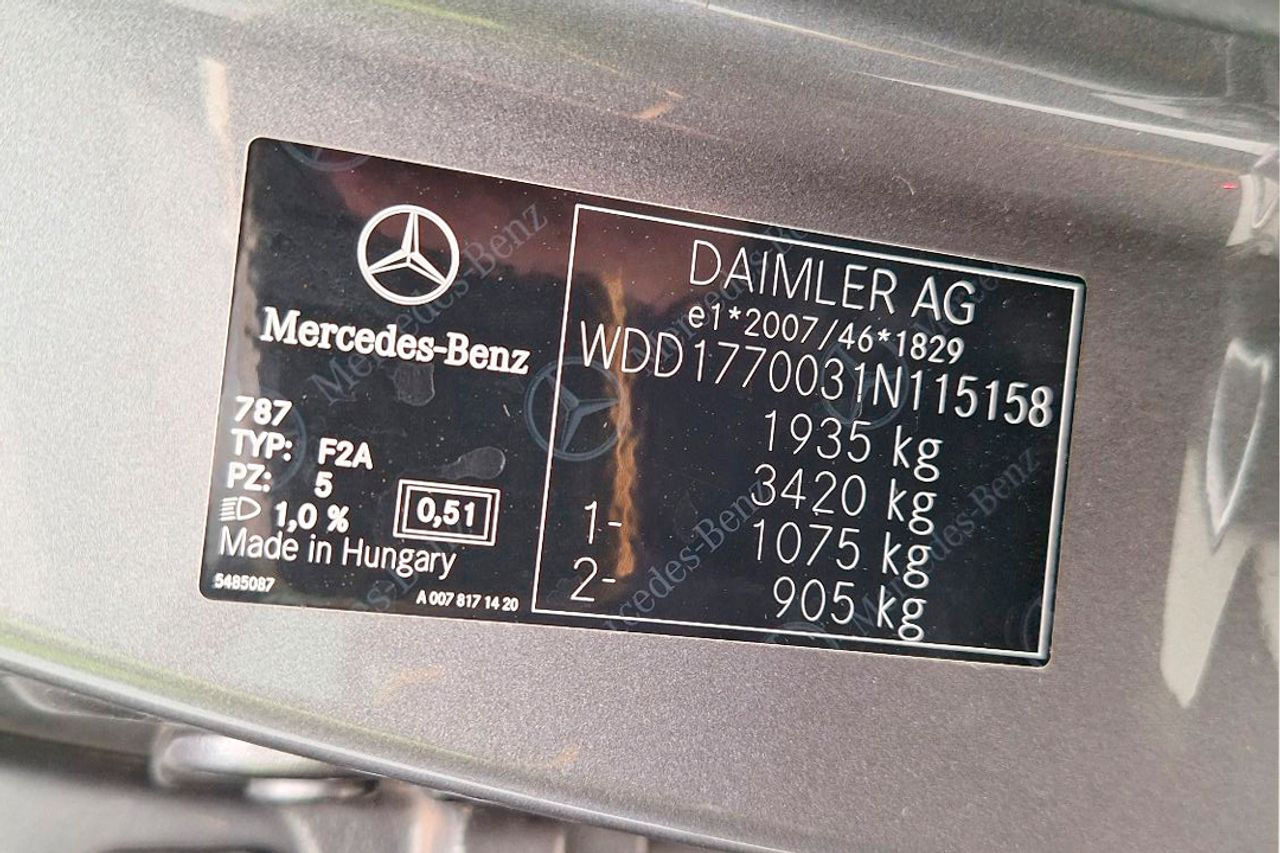 Mercedes-Benz
787
TYP: F2A
PZ: 5
1,0 %
0,51
Made in Hungary
5485087
A 007 817 14 20
DAIMLER AG
e1*2007/46*1829
WDD1770031N115158
1935 kg
3420 kg
1- 1075 kg
2- 905 kg